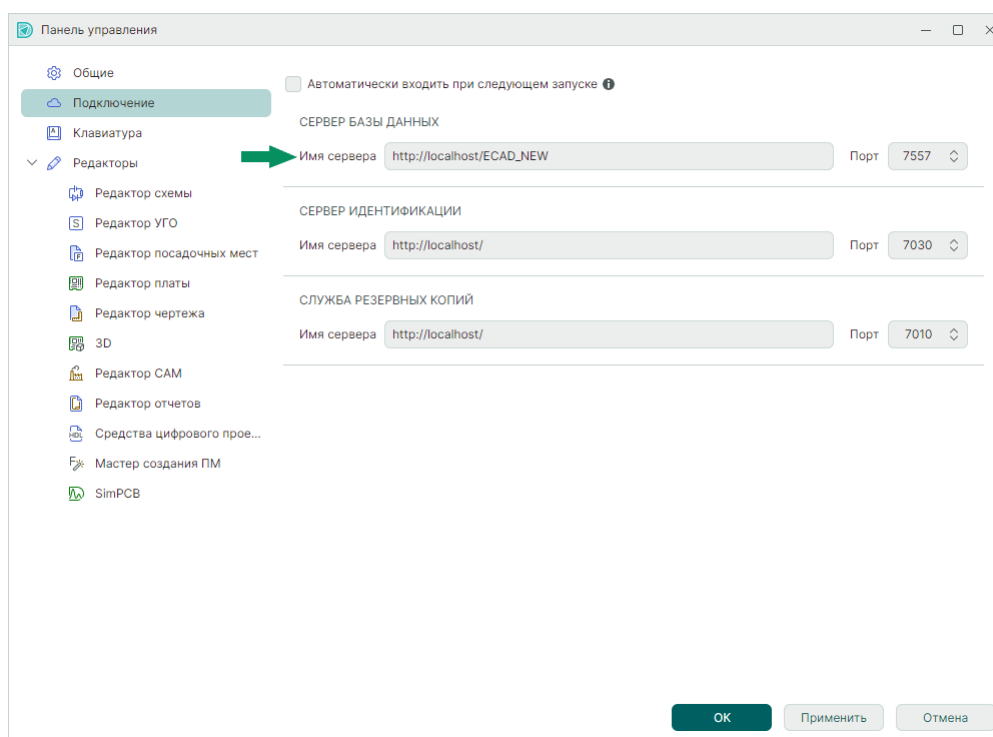 Панель управления
Общие
Подключение
Клавиатура
Редакторы
Редактор схемы
Редактор УГО
Редактор посадочных мест
Редактор платы
Редактор чертежа
3D
Редактор CAM
Редактор отчетов
Средства цифрового прое...
Мастер создания ПМ
SimPCB
Автоматически входить при следующем запуске
СЕРВЕР БАЗЫ ДАННЫХ
Имя сервера http://localhost/ECAD_NEW Порт 7557
СЕРВЕР ИДЕНТИФИКАЦИИ
Имя сервера http://localhost/ Порт 7030
СЛУЖБА РЕЗЕРВНЫХ КОПИЙ
Имя сервера http://localhost/ Порт 7010
ОК Применить Отмена